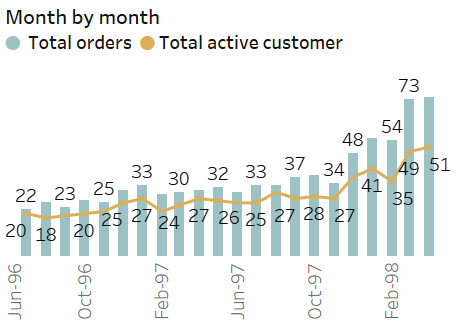 Month by month
Total orders Total active customer
73
48 54
33 30 32 33 37 34
22 23 25
49 51
41 35
20 18 20 25 27 24 27 26 25 27 28 27
Jun-96 Oct-96 Feb-97 Jun-97 Oct-97 Feb-98